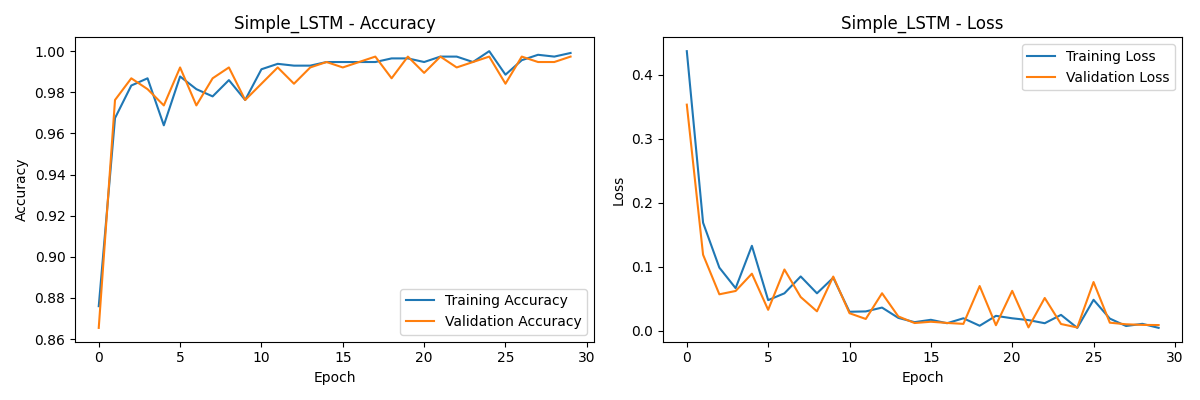 Simple_LSTM - Accuracy
1.00
0.98
0.96
0.94
0.92
0.90
0.88
0.86
Accuracy
Training Accuracy
Validation Accuracy
0 5 10 15 20 25 30
Epoch
Simple_LSTM - Loss
0.4
0.3
0.2
0.1
0.0
Loss
Training Loss
Validation Loss
0 5 10 15 20 25 30
Epoch